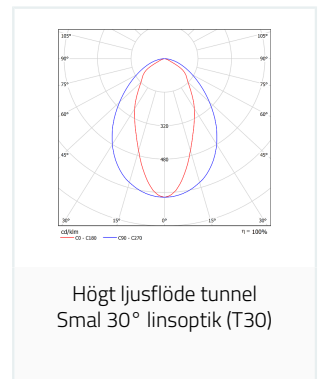 105° 105°
90° 90°
75° 75°
60° 60°
320
45° 45°
480
30° 15° 0° 15° 30°
cd/klm η = 100%
C0 - C180 C90 - C270
Högt ljusflöde tunnel
Smal 30° linsoptik (T30)